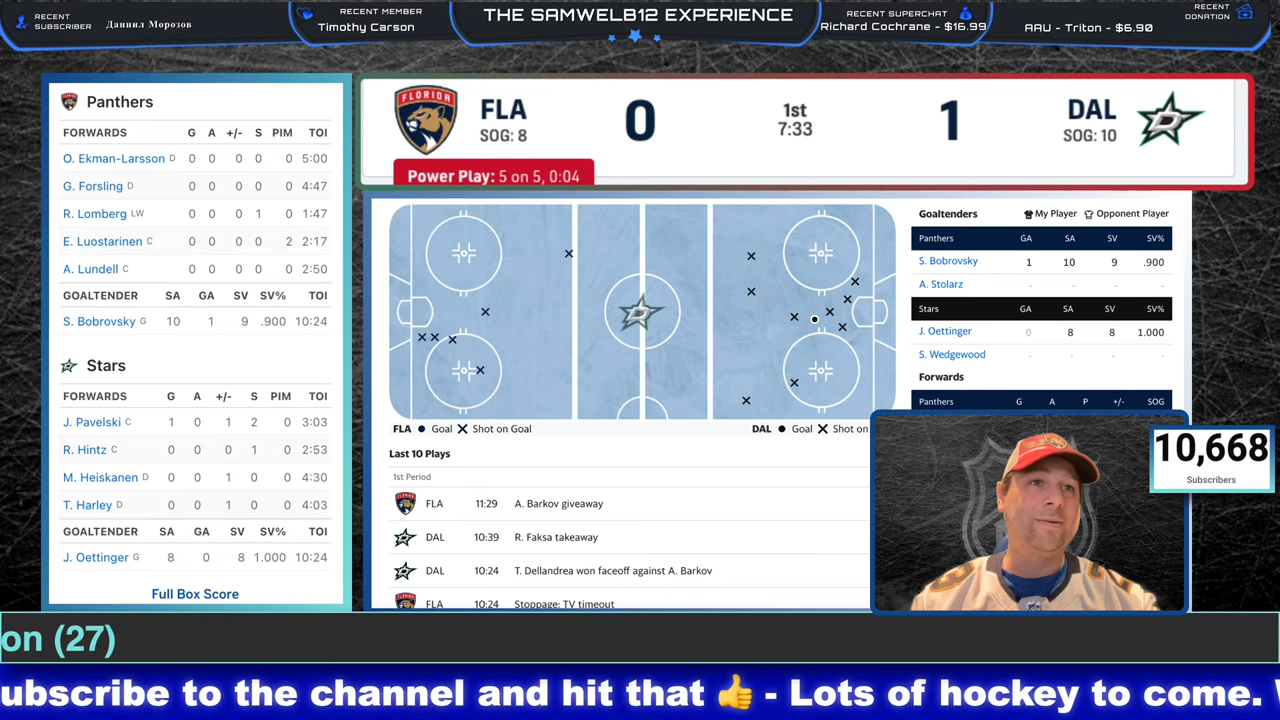 RECENT
SUBSCRIBER
Даниил Морозов
RECENT MEMBER
Timothy Carson
THE SAMWELB12 EXPERIENCE
RECENT SUPERCHAT
Richard Cochrane - $16.99
RECENT
DONATION
AAU - Triton - $6.90
Panthers
FORWARDS G A +/- S PIM TOI
O. Ekman-Larsson D 0 0 0 0 0 5:00
G. Forsling D 0 0 0 0 0 4:47
R. Lomberg LW 0 0 0 1 0 1:47
E. Luostarinen C 0 0 0 0 2 2:17
A. Lundell C 0 0 0 0 0 2:50
GOALTENDER SA GA SV SV% TOI
S. Bobrovsky G 10 1 9 .900 10:24
Stars
FORWARDS G A +/- S PIM TOI
J. Pavelski C 1 0 1 2 0 3:03
R. Hintz C 0 0 0 1 0 2:53
M. Heiskanen D 0 0 1 0 0 4:30
T. Harley D 0 0 1 0 0 4:03
GOALTENDER SA GA SV SV% TOI
J. Oettinger G 8 0 8 1.000 10:24
Full Box Score
FLORIDA
FLA
SOG: 8
0
1st
7:33
1
DAL
SOG: 10
Power Play: 5 on 5, 0:04
FLA Goal Shot on Goal
DAL Goal Shot on
Last 10 Plays
1st Period
FLA 11:29 A. Barkov giveaway
DAL 10:39 R. Faksa takeaway
DAL 10:24 T. Dellandrea won faceoff against A. Barkov
FLA 10:24 Stoppage: TV timeout
Goaltenders My Player Opponent Player
Panthers GA SA SV SV%
S. Bobrovsky 1 10 9 .900
A. Stolarz - - - -
Stars GA SA SV SV%
J. Oettinger 0 8 8 1.000
S. Wedgewood - - - -
Forwards
Panthers G A P +/- SOG
10,668
Subscribers
on (27)
ubscribe to the channel and hit that 👍 - Lots of hockey to come. W